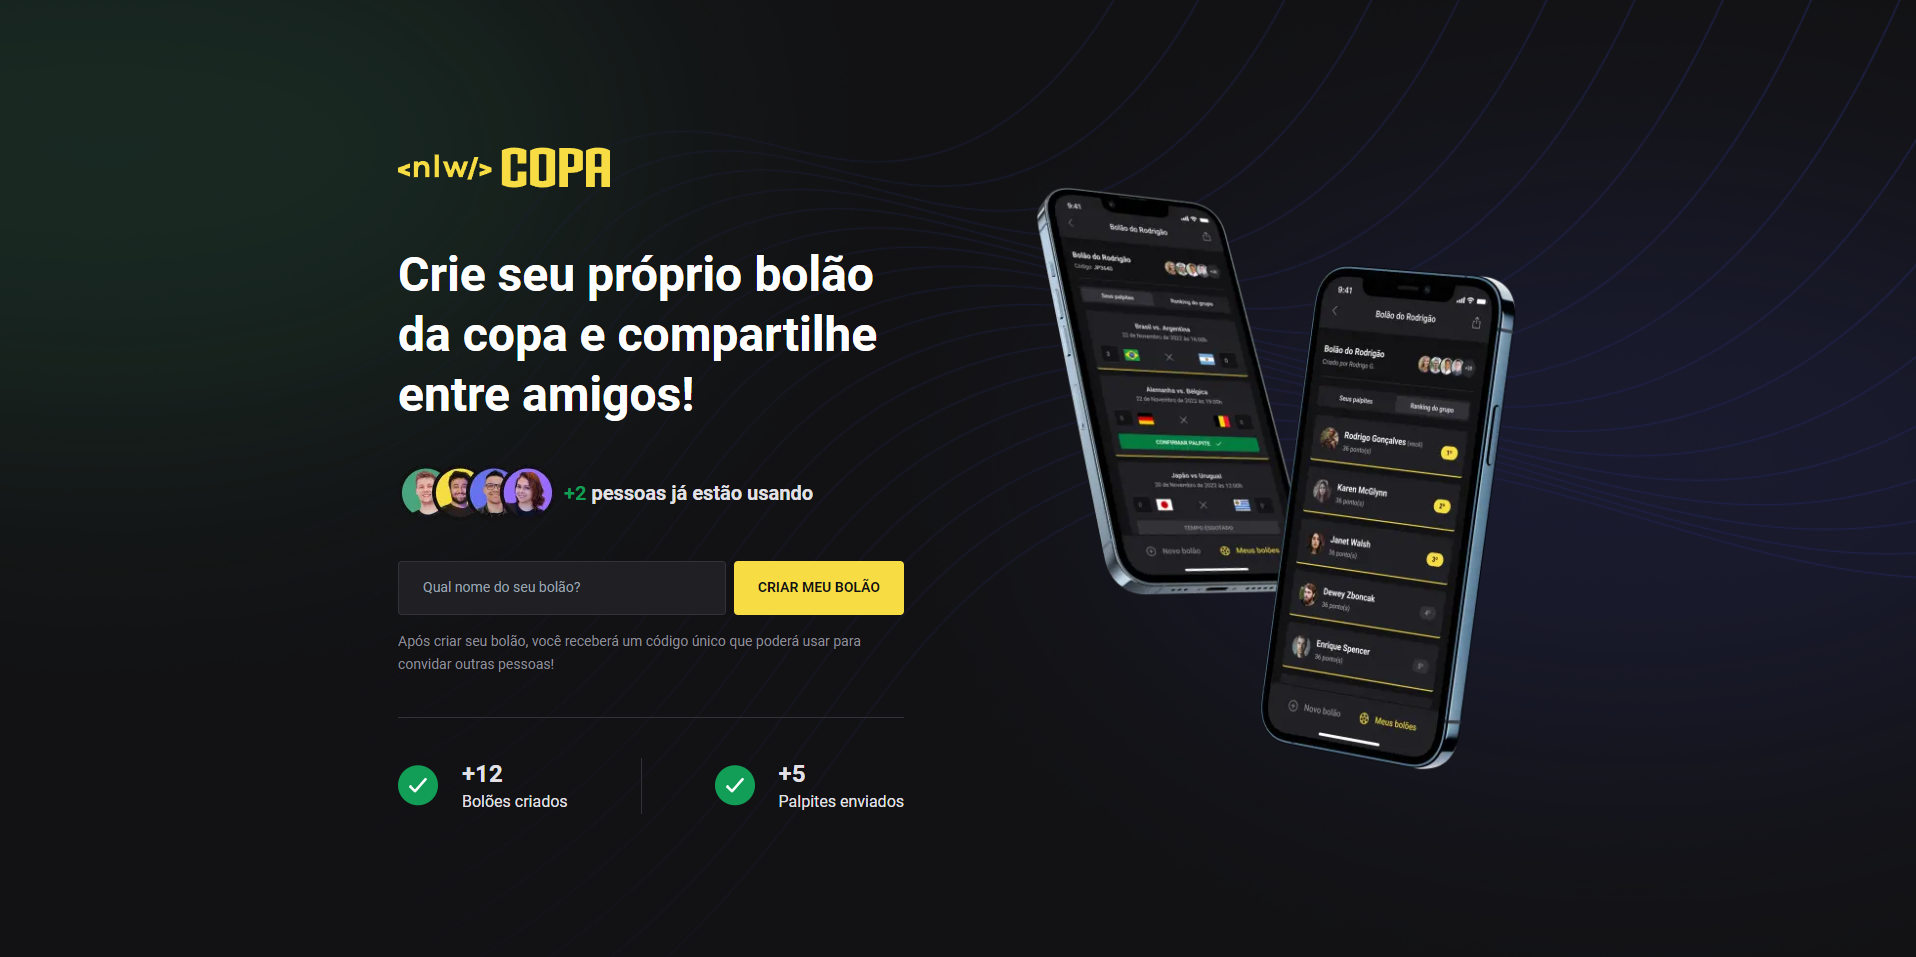 <nlw/> COPA
Crie seu próprio bolão
da copa e compartilhe
entre amigos!
+2 pessoas já estão usando
Qual nome do seu bolão?
CRIAR MEU BOLÃO
Após criar seu bolão, você receberá um código único que poderá usar para
convidar outras pessoas!
+12
Bolões criados
+5
Palpites enviados
9:41
Bolão do Rodrigão
Bolão do Rodrigão
Código: JP3640
Seus palpites
Ranking do grupo
Brasil vs. Argentina
22 de Novembro de 2022 às 16:00h
Alemanha vs. Bélgica
22 de Novembro de 2022 às 19:00h
CONFIRMAR PALPITE
Japão vs Uruguai
20 de Novembro de 2022 às 12:00h
TEMPO ESGOTADO
Novo bolão
Meus bolões
9:41
Bolão do Rodrigão
Bolão do Rodrigão
Criado por Rodrigo G.
Seus palpites
Ranking do grupo
Rodrigo Gonçalves (você)
36 ponto(s)
1º
Karen McGlynn
36 ponto(s)
2º
Janet Walsh
36 ponto(s)
3º
Dewey Zboncak
36 ponto(s)
4º
Enrique Spencer
36 ponto(s)
5º
Novo bolão
Meus bolões